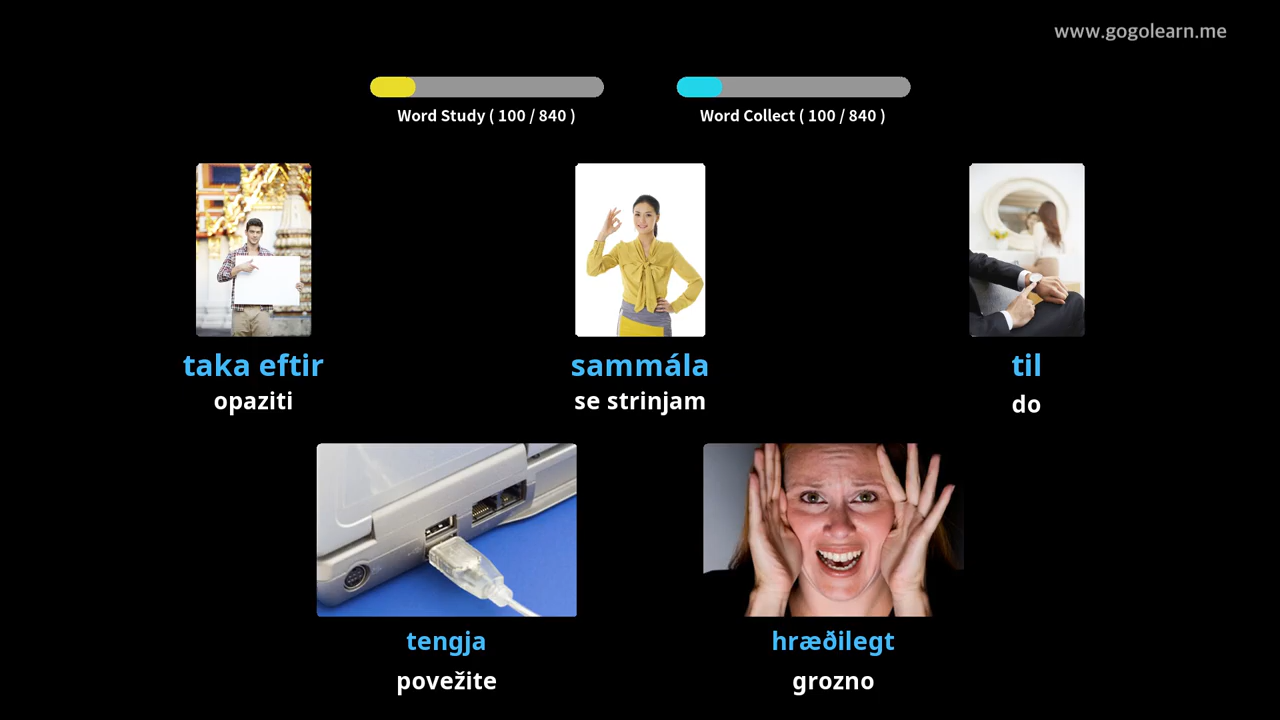 www.gogolearn.me
Word Study ( 100 / 840 )
Word Collect ( 100 / 840 )
taka eftir
opaziti
sammála
se strinjam
til
do
tengja
povežite
hræðilegt
grozno